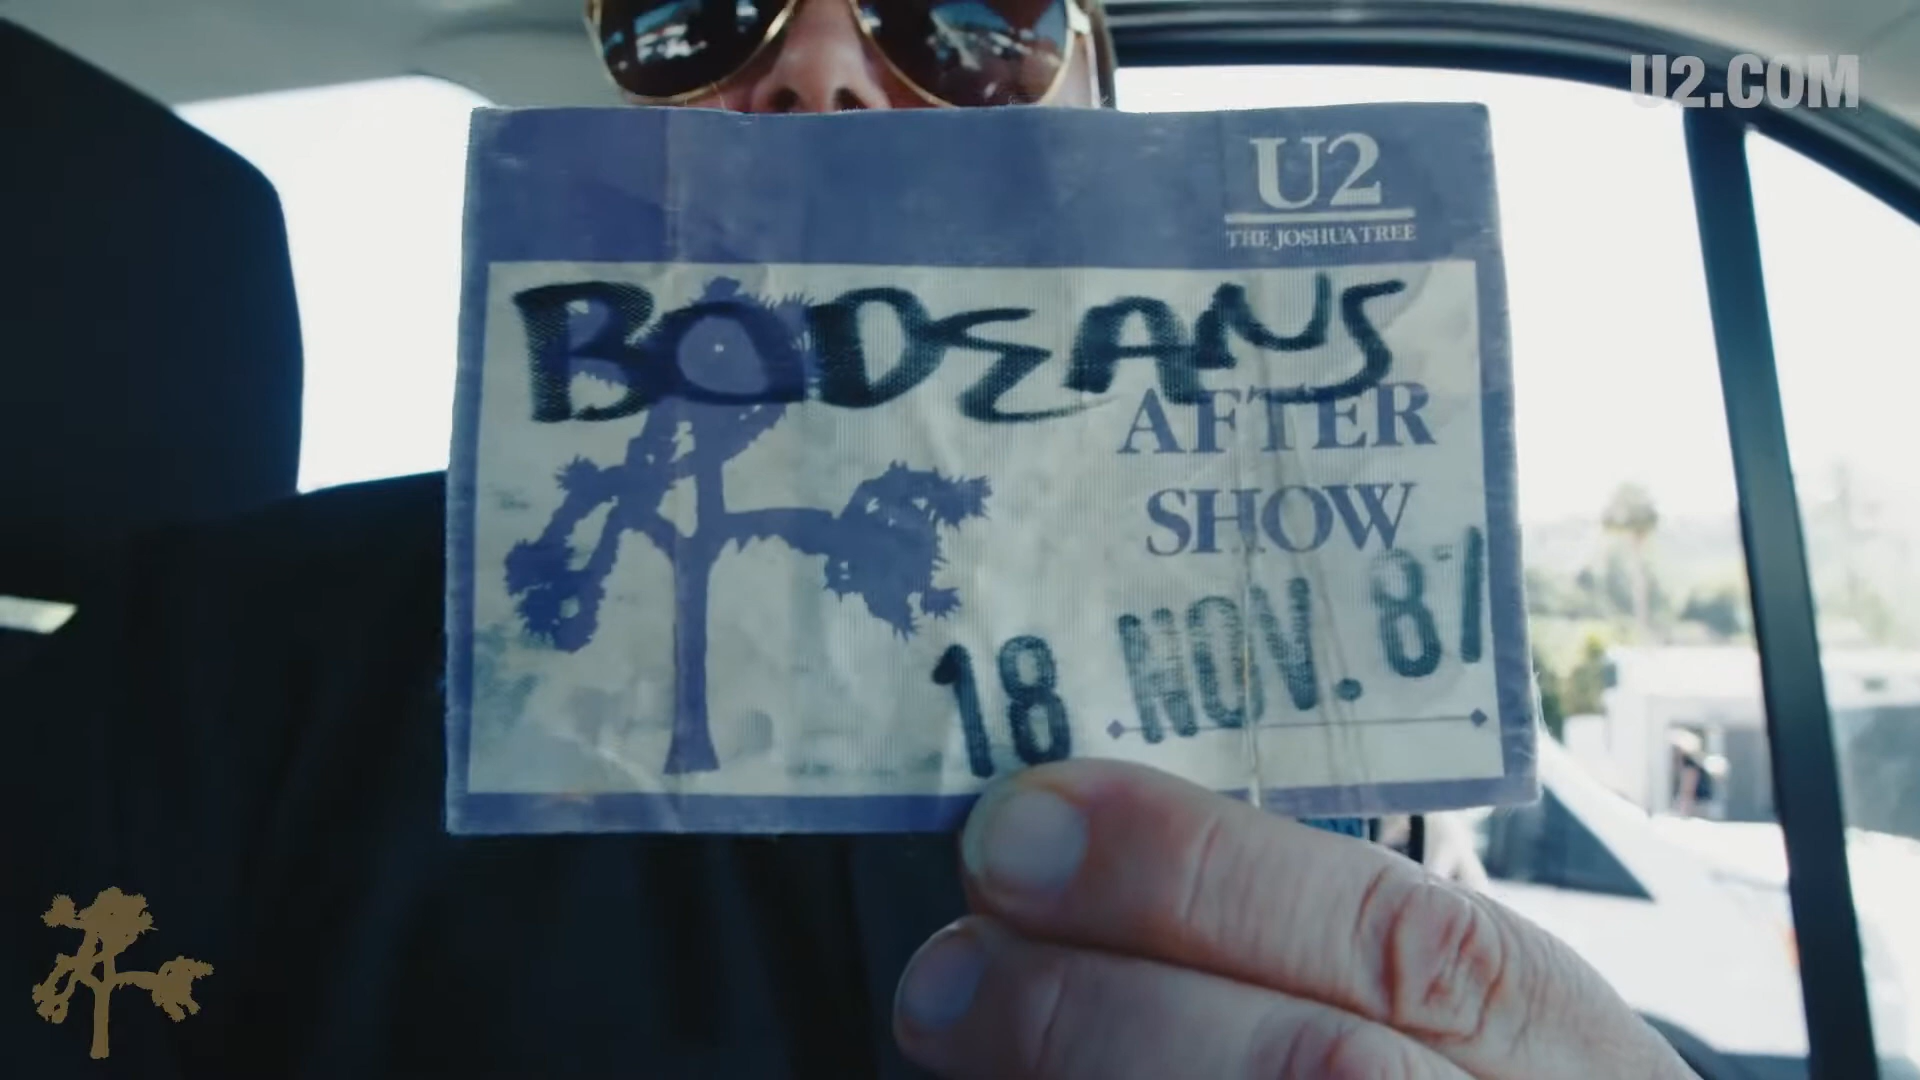 U2.COM
U2
THE JOSHUA TREE
BODEANS
AFTER
SHOW
18 NOV. 87